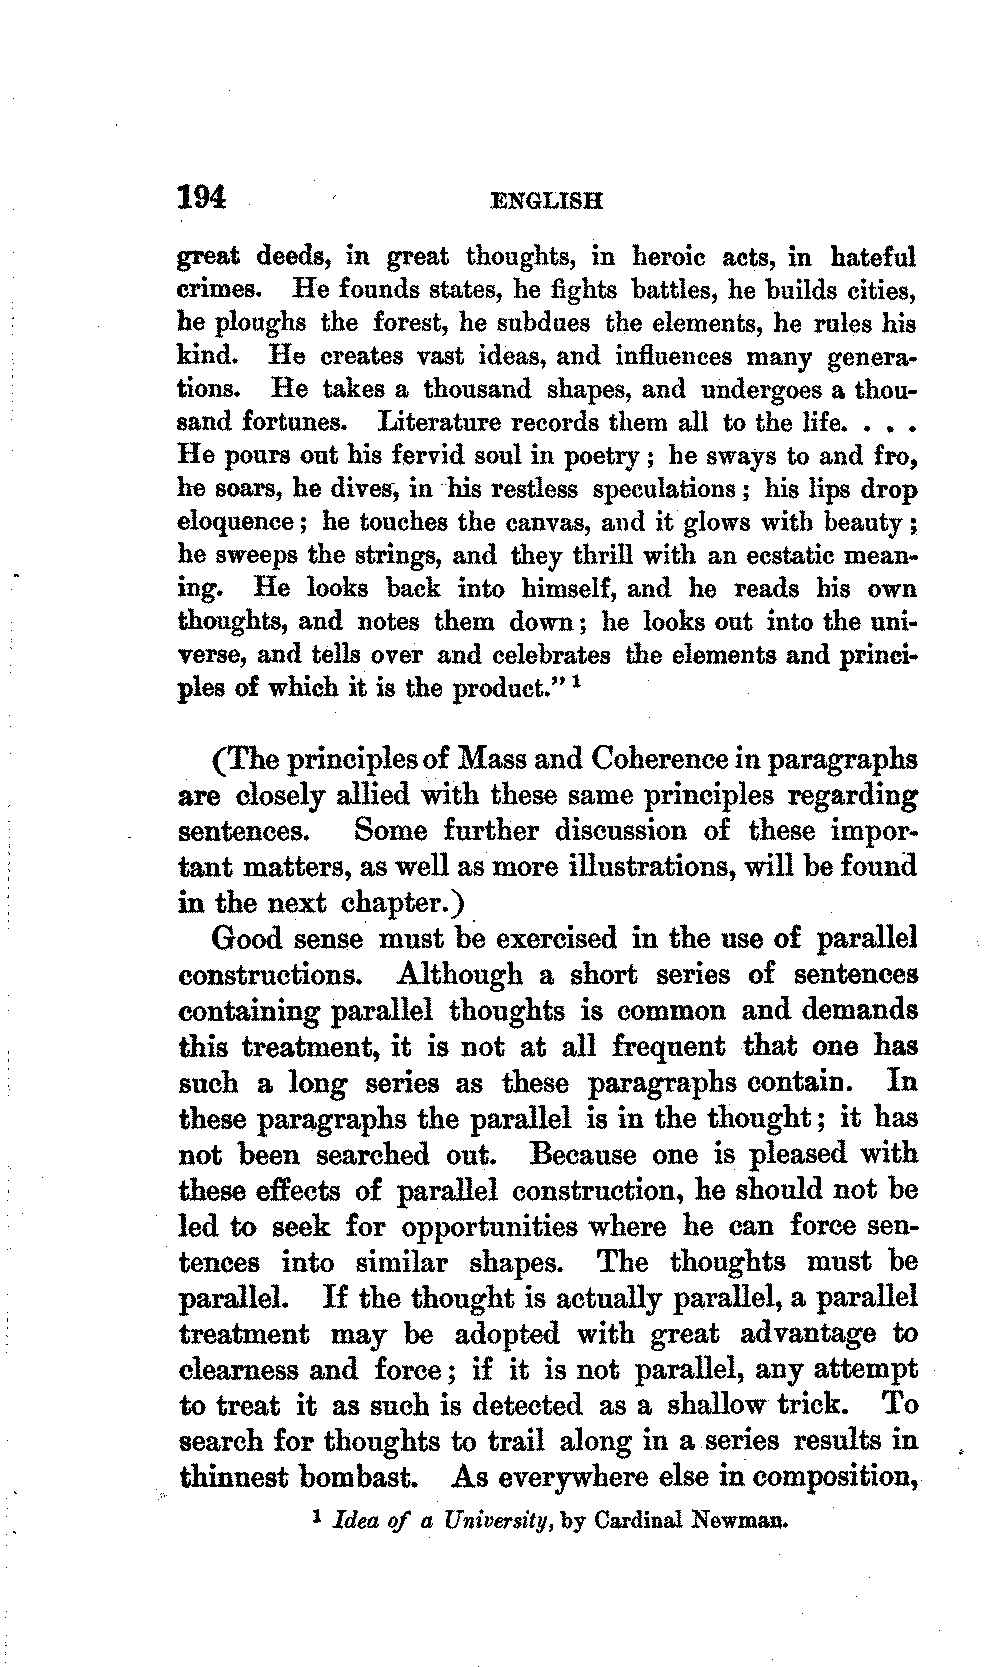 194 ENGLISH
great deeds, in great thoughts, in heroic acts, in hateful
crimes. He founds states, he fights battles, he builds cities,
he ploughs the forest, he subdues the elements, he rules his
kind. He creates vast ideas, and influences many genera-
tions. He takes a thousand shapes, and undergoes a thou-
sand fortunes. Literature records them all to the life. . . .
He pours out his fervid soul in poetry; he sways to and fro,
he soars, he dives, in his restless speculations; his lips drop
eloquence; he touches the canvas, and it glows with beauty;
he sweeps the strings, and they thrill with an ecstatic mean-
ing. He looks back into himself, and he reads his own
thoughts, and notes them down; he looks out into the uni-
verse, and tells over and celebrates the elements and princi-
ples of which it is the product." 1
(The principles of Mass and Coherence in paragraphs
are closely allied with these same principles regarding
sentences. Some further discussion of these impor-
tant matters, as well as more illustrations, will be found
in the next chapter.)
Good sense must be exercised in the use of parallel
constructions. Although a short series of sentences
containing parallel thoughts is common and demands
this treatment, it is not at all frequent that one has
such a long series as these paragraphs contain. In
these paragraphs the parallel is in the thought; it has
not been searched out. Because one is pleased with
these effects of parallel construction, he should not be
led to seek for opportunities where he can force sen-
tences into similar shapes. The thoughts must be
parallel. If the thought is actually parallel, a parallel
treatment may be adopted with great advantage to
clearness and force; if it is not parallel, any attempt
to treat it as such is detected as a shallow trick. To
search for thoughts to trail along in a series results in
thinnest bombast. As everywhere else in composition,
1 Idea of a University, by Cardinal Newman.